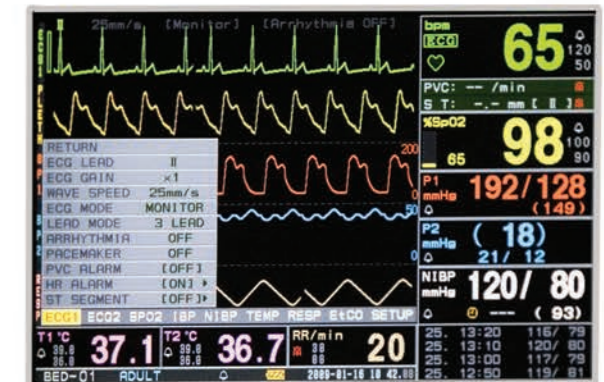 25mm/s [Monitor] [Arrhythmia OFF]
ECG1
II
PLETH
200
0
50
0
RETURN
ECG LEAD II
ECG GAIN ×1
WAVE SPEED 25mm/s
ECG MODE MONITOR
LEAD MODE 3 LEAD
ARRHYTHMIA OFF
PACEMAKER OFF
PVC ALARM [OFF]
HR ALARM [ON]
ST SEGMENT [OFF]
ECG1 ECG2 SPO2 IBP NIBP TEMP RESP EtCO SETUP
bpm
ECG
65
120
50
PVC: -- /min
S T: -.- mm [ II ]
%SpO2
65
98
100
90
P1
mmHg
192/128
(149)
P2
mmHg
( 18)
21/ 12
NIBP
mmHg
120/ 80
--- ( 93)
25. 13:20 116/ 79
25. 13:10 120/ 80
25. 13:00 117/ 79
25. 12:50 119/ 81
T1 °C
37.1
T2 °C
36.7
RR/min
20
BED-01 ADULT
2009-01-16 10 42.00